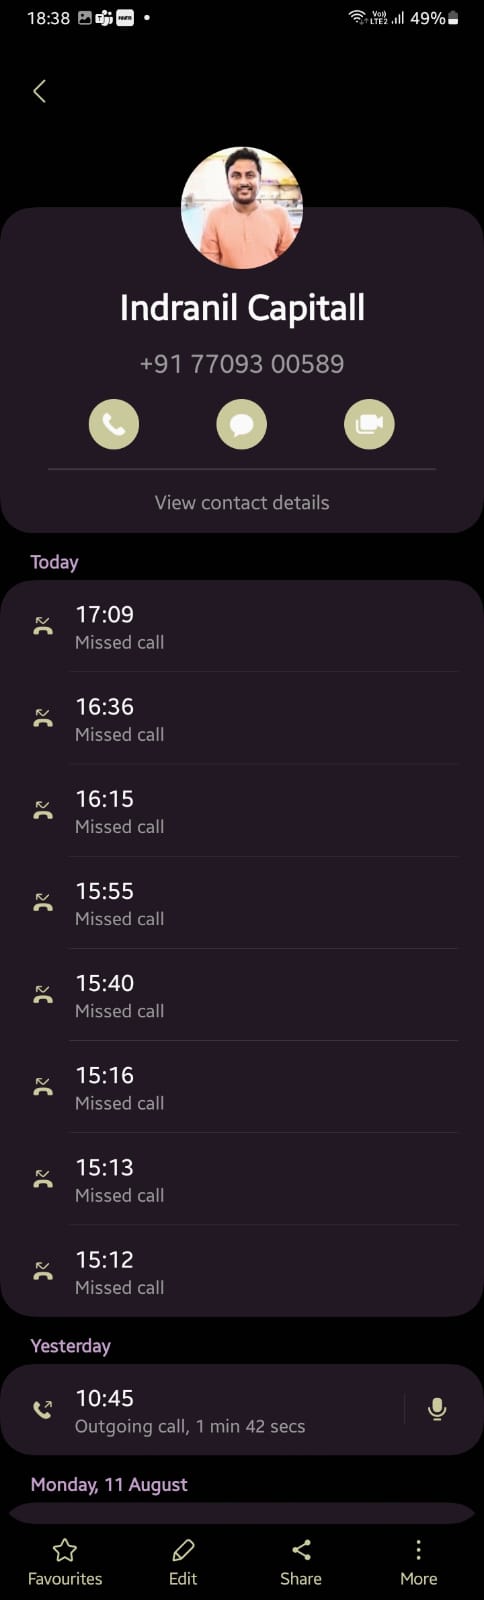 18:38 49%
Vo))
LTE2
Indranil Capitall
+91 77093 00589
View contact details
Today
17:09
Missed call
16:36
Missed call
16:15
Missed call
15:55
Missed call
15:40
Missed call
15:16
Missed call
15:13
Missed call
15:12
Missed call
Yesterday
10:45
Outgoing call, 1 min 42 secs
Monday, 11 August
Favourites Edit Share More